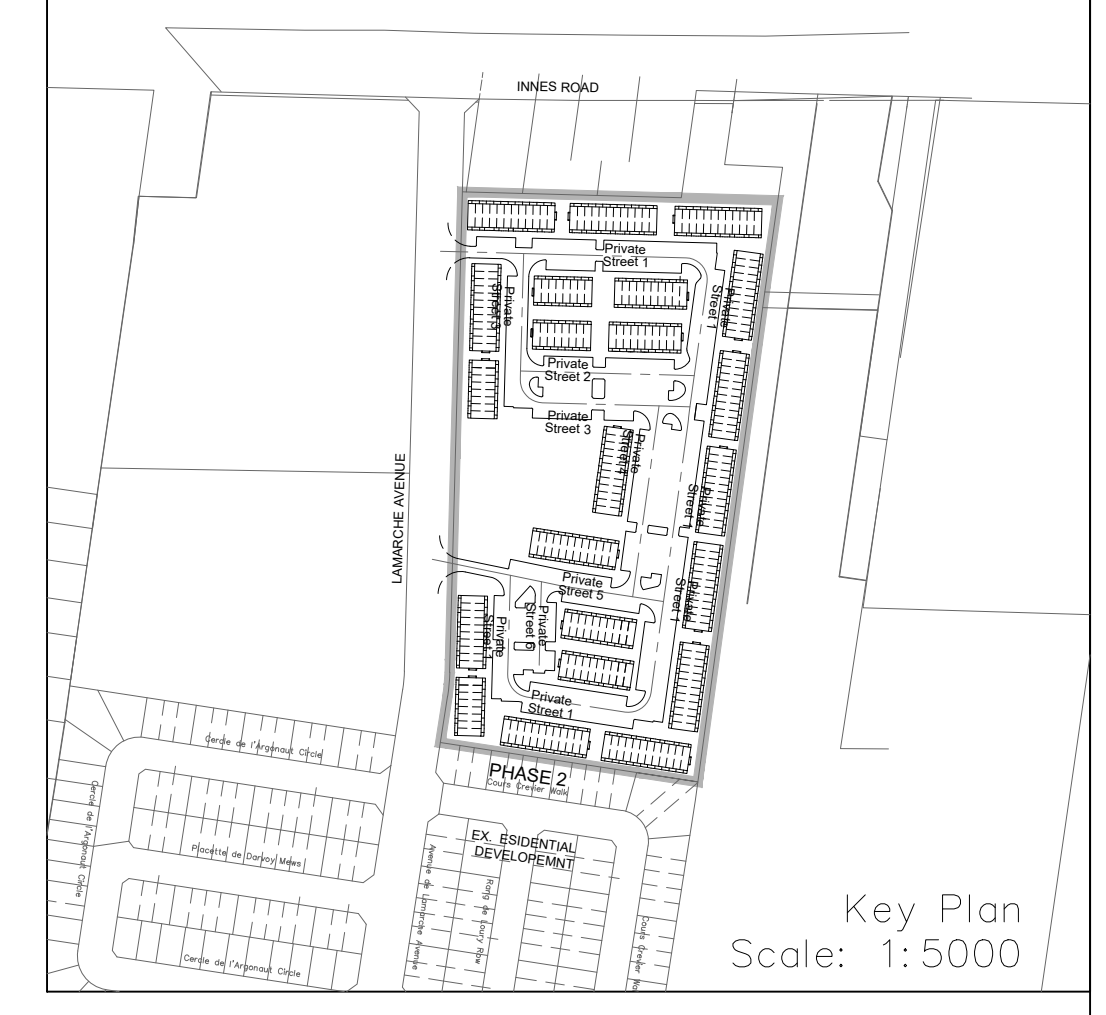 INNES ROAD
Private
Street 1
Private
Street 3
Private
Street 1
Private
Street 2
Private
Street 3
Private
Street 4
LAMARCHE AVENUE
Private
Street 1
Private
Street 5
Private
Street 1
Private
Street 6
Private
Street 1
Private
Street 1
Cercle de l'Argonaut Circle
PHASE 2
Cours Crevier Walk
Cercle de l'Argonaut Circle
EX. ESIDENTIAL
DEVELOPEMNT
Placette de Darvoy Mews
Avenue de Lamarche Avenue
Rang de Loury Row
Cours Crevier Wa
Cercle de l'Argonaut Circle
Key Plan
Scale: 1:5000